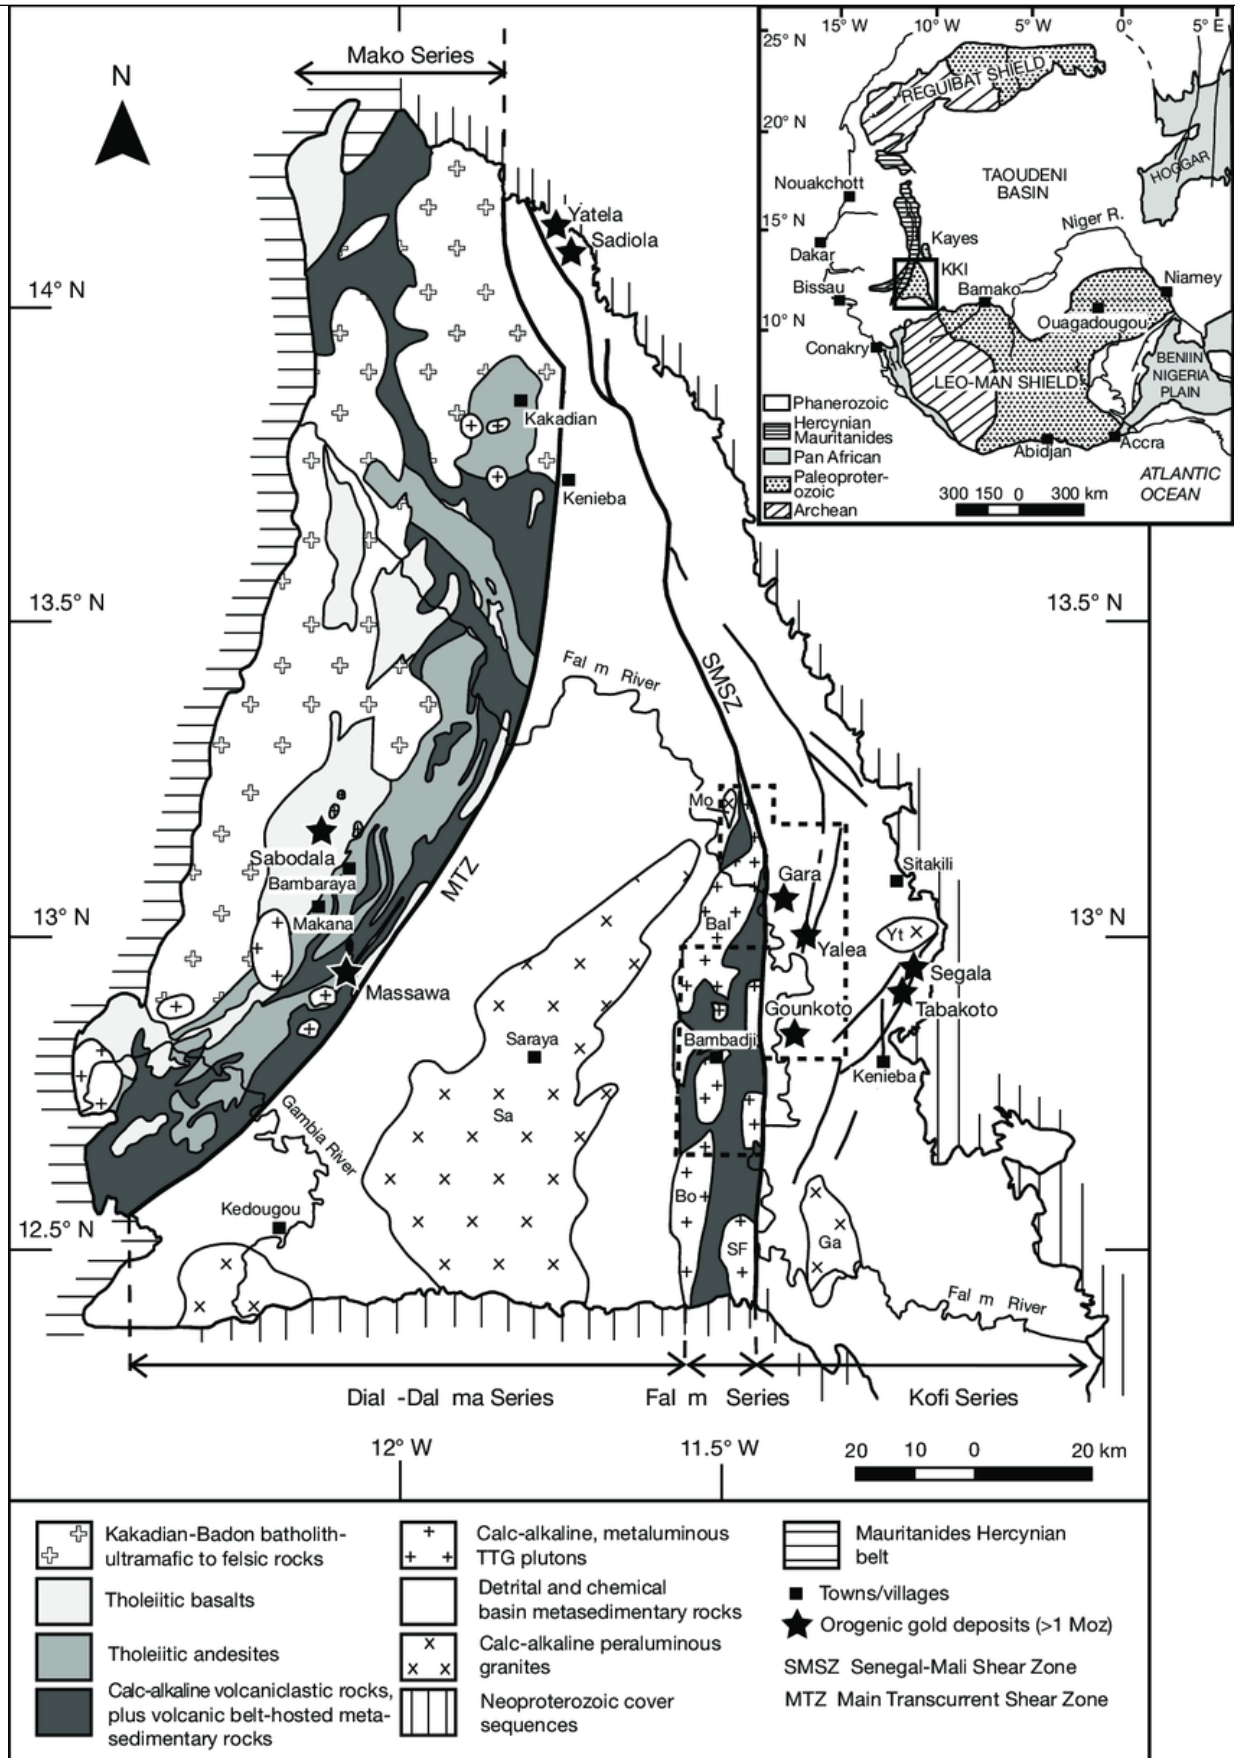 Mako Series
N
15° W
10° W
5° W
0°
5° E
25° N
20° N
15° N
10° N
REGUIBAT SHIELD
TAOUDENI
BASIN
HOGGAR
Nouakchott
Niger R.
Kayes
Dakar
KKI
Bissau
Bamako
Niamey
Ouagadougou
Conakry
LEO-MAN SHIELD
BENIIN
NIGERIA
PLAIN
Phanerozoic
Hercynian
Mauritanides
Pan African
Paleoproter-
ozoic
Archean
Abidjan
Accra
ATLANTIC
OCEAN
300 150 0 300 km
Yatela
Sadiola
14° N
Kakadian
Kenieba
13.5° N
13.5° N
Fal m River
SMSZ
Mo
Sabodala
Bambaraya
Makana
MTZ
Gara
Sitakili
13° N
13° N
Bal
Yalea
Yt
Segala
Massawa
Tabakoto
Gounkoto
Saraya
Bambadji
Kenieba
Sa
Gambia River
Kedougou
Bo
SF
Ga
12.5° N
Fal m River
Dial -Dal ma Series
Fal m Series
Kofi Series
12° W
11.5° W
20 10 0 20 km
Kakadian-Badon batholith-
ultramafic to felsic rocks
Tholeiitic basalts
Tholeiitic andesites
Calc-alkaline volcaniclastic rocks,
plus volcanic belt-hosted meta-
sedimentary rocks
Calc-alkaline, metaluminous
TTG plutons
Detrital and chemical
basin metasedimentary rocks
Calc-alkaline peraluminous
granites
Neoproterozoic cover
sequences
Mauritanides Hercynian
belt
Towns/villages
Orogenic gold deposits (>1 Moz)
SMSZ Senegal-Mali Shear Zone
MTZ Main Transcurrent Shear Zone